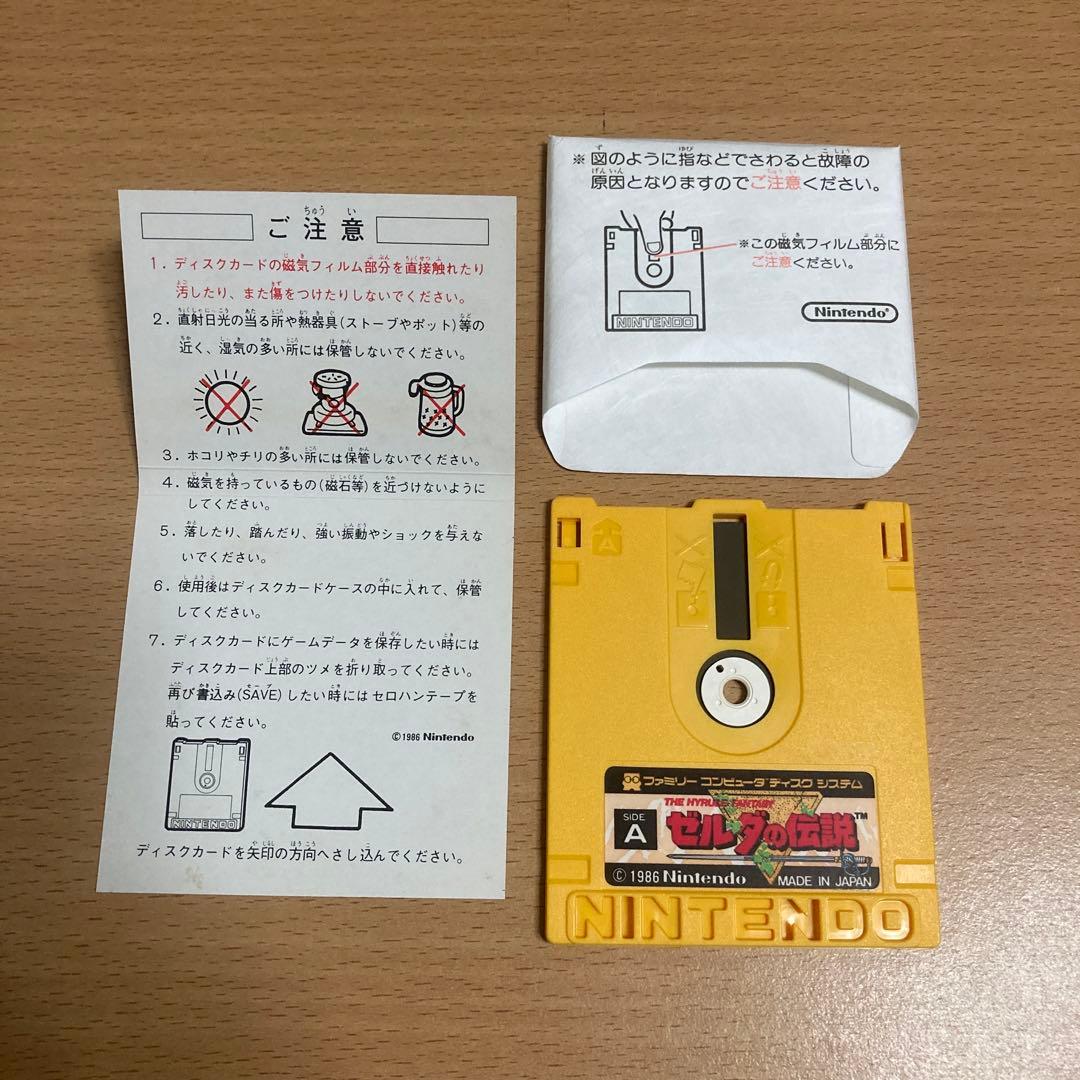 ご注意
1. ディスクカードの磁気フィルム部分を直接触れたり
汚したり、また傷をつけたりしないでください。
2. 直射日光の当る所や熱器具(ストーブやポット)等の
近く、湿気の多い所には保管しないでください。
3. ホコリやチリの多い所には保管しないでください。
4. 磁気を持っているもの(磁石等)を近づけないように
してください。
5. 落したり、踏んだり、強い振動やショックを与えな
いでください。
6. 使用後はディスクカードケースの中に入れて、保管
してください。
7. ディスクカードにゲームデータを保存したい時には
ディスクカード上部のツメを折り取ってください。
再び書込み(SAVE)したい時にはセロハンテープを
貼ってください。
©1986 Nintendo
NINTENDO
ディスクカードを矢印の方向へさし込んでください。
※図のように指などでさわると故障の
原因となりますのでご注意ください。
※この磁気フィルム部分に
ご注意ください。
NINTENDO
Nintendo®
A
ファミリー コンピュータ ディスク システム
THE HYRULE FANTASY
SIDE
A
ゼルダの伝説™
©1986 Nintendo
MADE IN JAPAN
NINTENDO